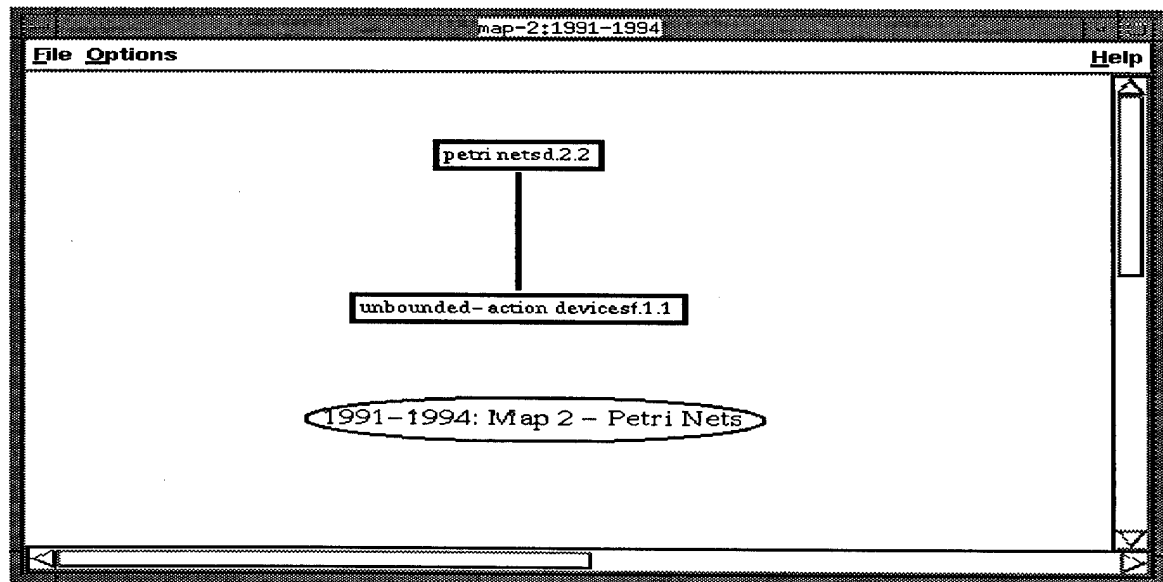 map-2:1991-1994
File Options Help
petri netsd.2.2
unbounded-action devicesf.1.1
1991-1994: Map 2 - Petri Nets